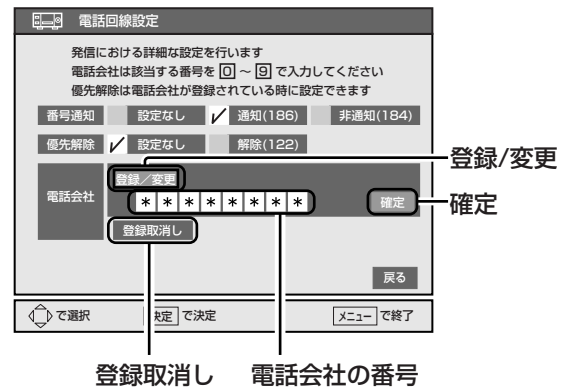 電話回線設定
発信における詳細な設定を行います
電話会社は該当する番号を 0 ～ 9 で入力してください
優先解除は電話会社が登録されている時に設定できます
番号通知 設定なし 通知(186) 非通知(184)
優先解除 設定なし 解除(122)
登録/変更
登録／変更
電話会社 ＊＊＊＊＊＊＊＊ 確定 確定
登録取消し
戻る
で選択 決定 で決定 メニュー で終了
登録取消し 電話会社の番号